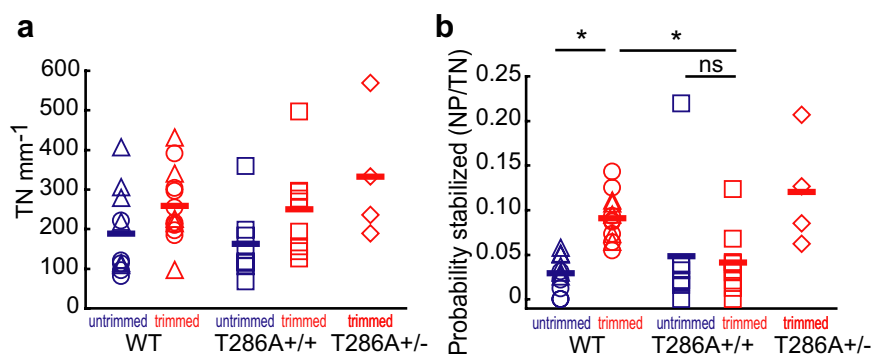 a
TN mm-1
600
500
400
300
200
100
0
untrimmed trimmed untrimmed trimmed trimmed
WT T286A+/+ T286A+/-
b
Probability stabilized (NP/TN)
* *
ns
0.25
0.20
0.15
0.10
0.05
0
untrimmed trimmed untrimmed trimmed trimmed
WT T286A+/+ T286A+/-